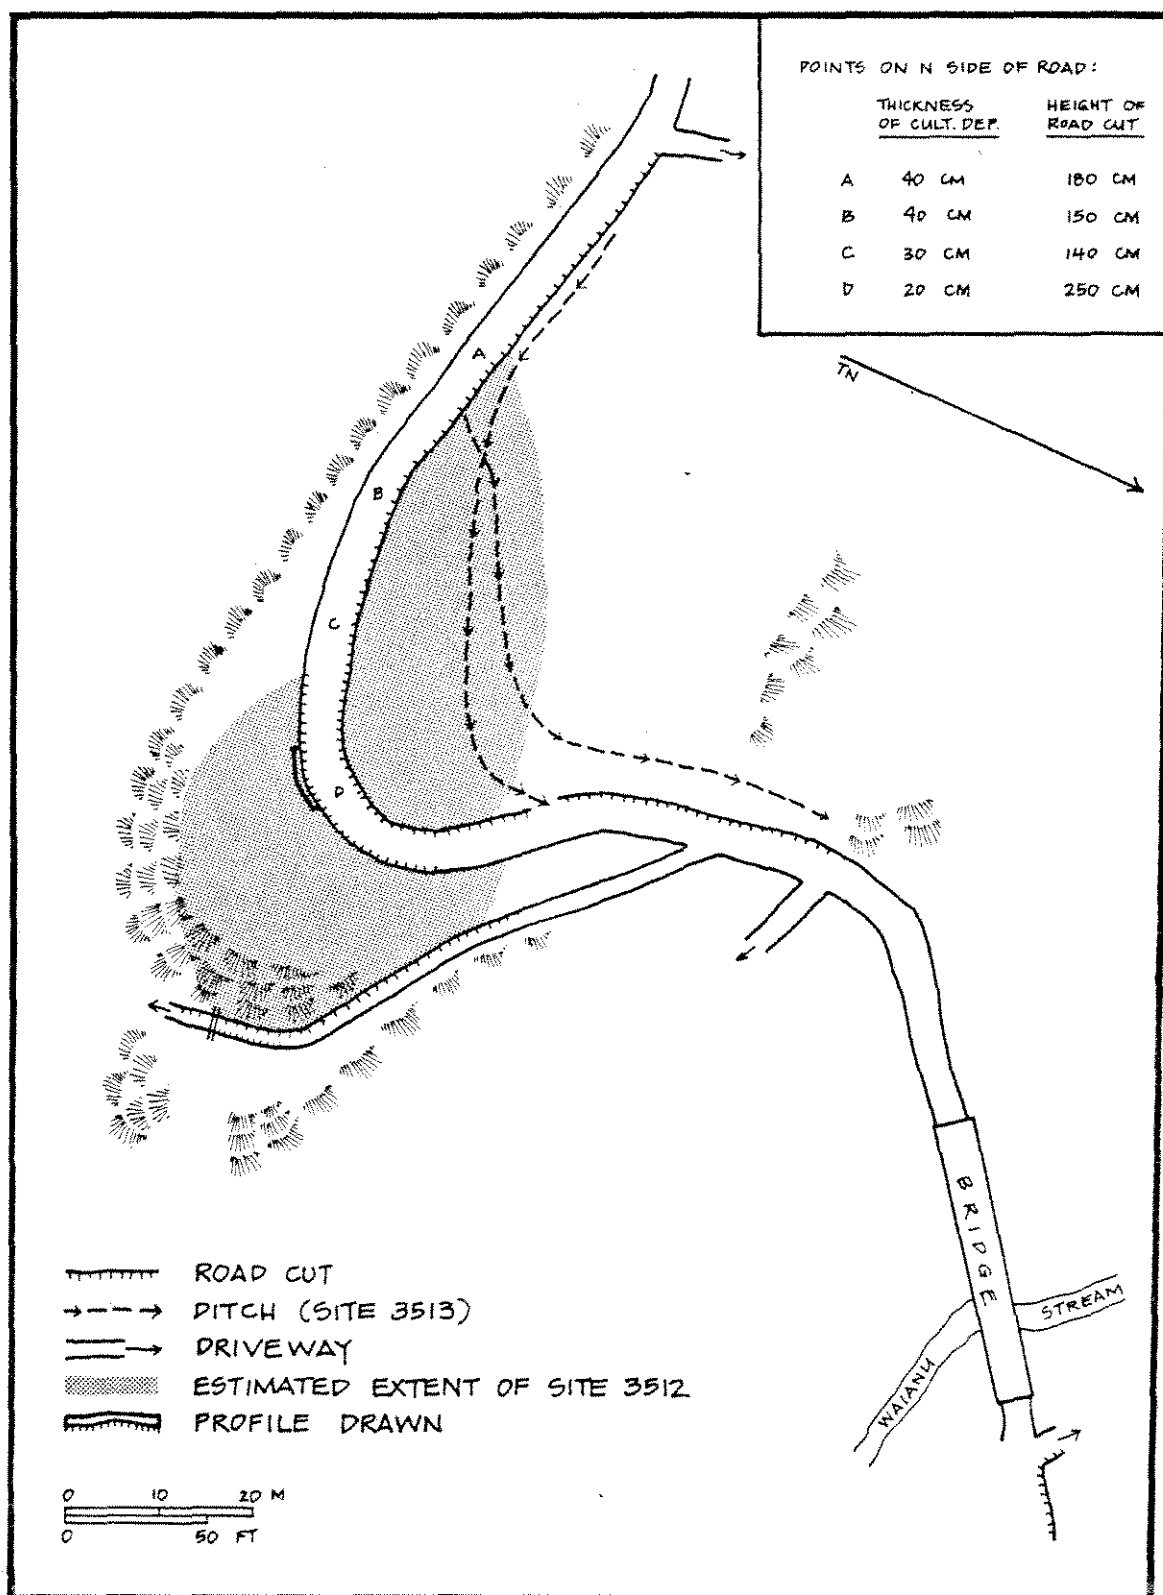 POINTS ON N SIDE OF ROAD:
THICKNESS OF CULT. DEP. HEIGHT OF ROAD CUT
A 40 CM 180 CM
B 40 CM 150 CM
C 30 CM 140 CM
D 20 CM 250 CM
TN
A
B
C
D
BRIDGE
STREAM
WAIANU
ROAD CUT
DITCH (SITE 3513)
DRIVEWAY
ESTIMATED EXTENT OF SITE 3512
PROFILE DRAWN
0 10 20 M
0 50 FT